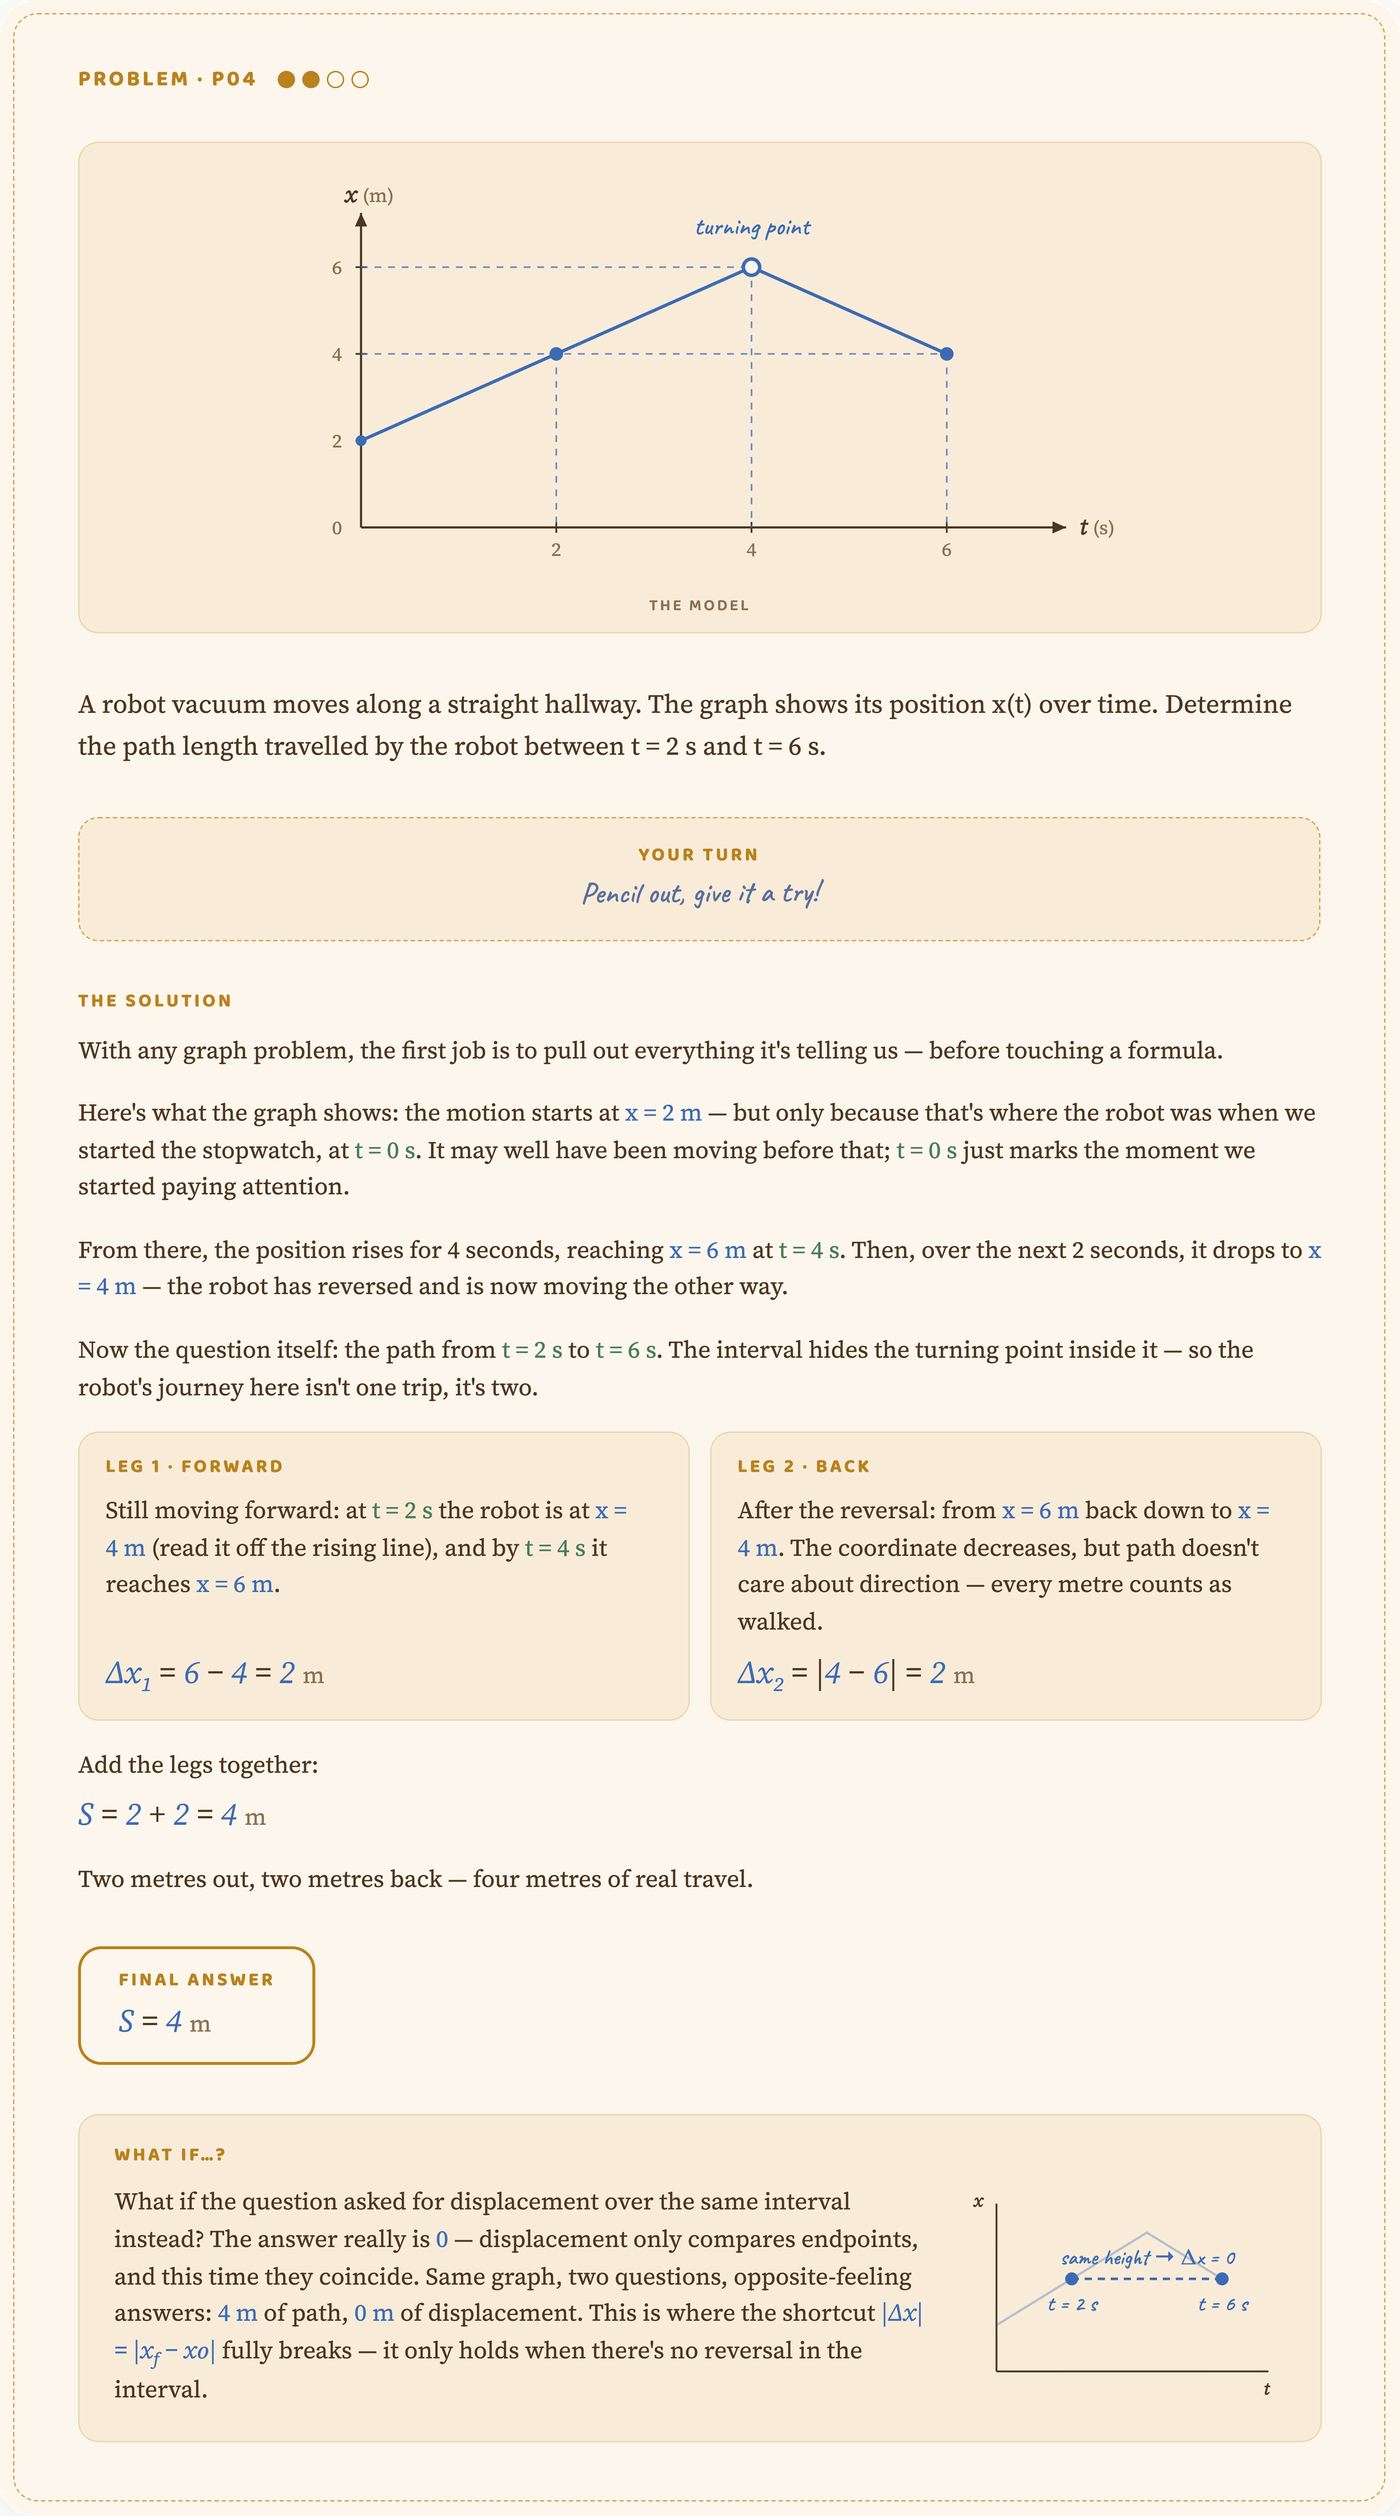 PROBLEM · P04
x (m)
turning point
6
4
2
0
2
4
6
t (s)
THE MODEL
A robot vacuum moves along a straight hallway. The graph shows its position x(t) over time. Determine
the path length travelled by the robot between t = 2 s and t = 6 s.
YOUR TURN
Pencil out, give it a try!
THE SOLUTION
With any graph problem, the first job is to pull out everything it's telling us — before touching a formula.
Here's what the graph shows: the motion starts at x = 2 m — but only because that's where the robot was when we
started the stopwatch, at t = 0 s. It may well have been moving before that; t = 0 s just marks the moment we
started paying attention.
From there, the position rises for 4 seconds, reaching x = 6 m at t = 4 s. Then, over the next 2 seconds, it drops to x
= 4 m — the robot has reversed and is now moving the other way.
Now the question itself: the path from t = 2 s to t = 6 s. The interval hides the turning point inside it — so the
robot's journey here isn't one trip, it's two.
LEG 1 · FORWARD
Still moving forward: at t = 2 s the robot is at x =
4 m (read it off the rising line), and by t = 4 s it
reaches x = 6 m.
Δx₁ = 6 − 4 = 2 m
LEG 2 · BACK
After the reversal: from x = 6 m back down to x =
4 m. The coordinate decreases, but path doesn't
care about direction — every metre counts as
walked.
Δx₂ = |4 − 6| = 2 m
Add the legs together:
S = 2 + 2 = 4 m
Two metres out, two metres back — four metres of real travel.
FINAL ANSWER
S = 4 m
WHAT IF…?
What if the question asked for displacement over the same interval
instead? The answer really is 0 — displacement only compares endpoints,
and this time they coincide. Same graph, two questions, opposite-feeling
answers: 4 m of path, 0 m of displacement. This is where the shortcut |Δx|
= |x_f − xo| fully breaks — it only holds when there's no reversal in the
interval.
x
same height → Δx = 0
t = 2 s
t = 6 s
t